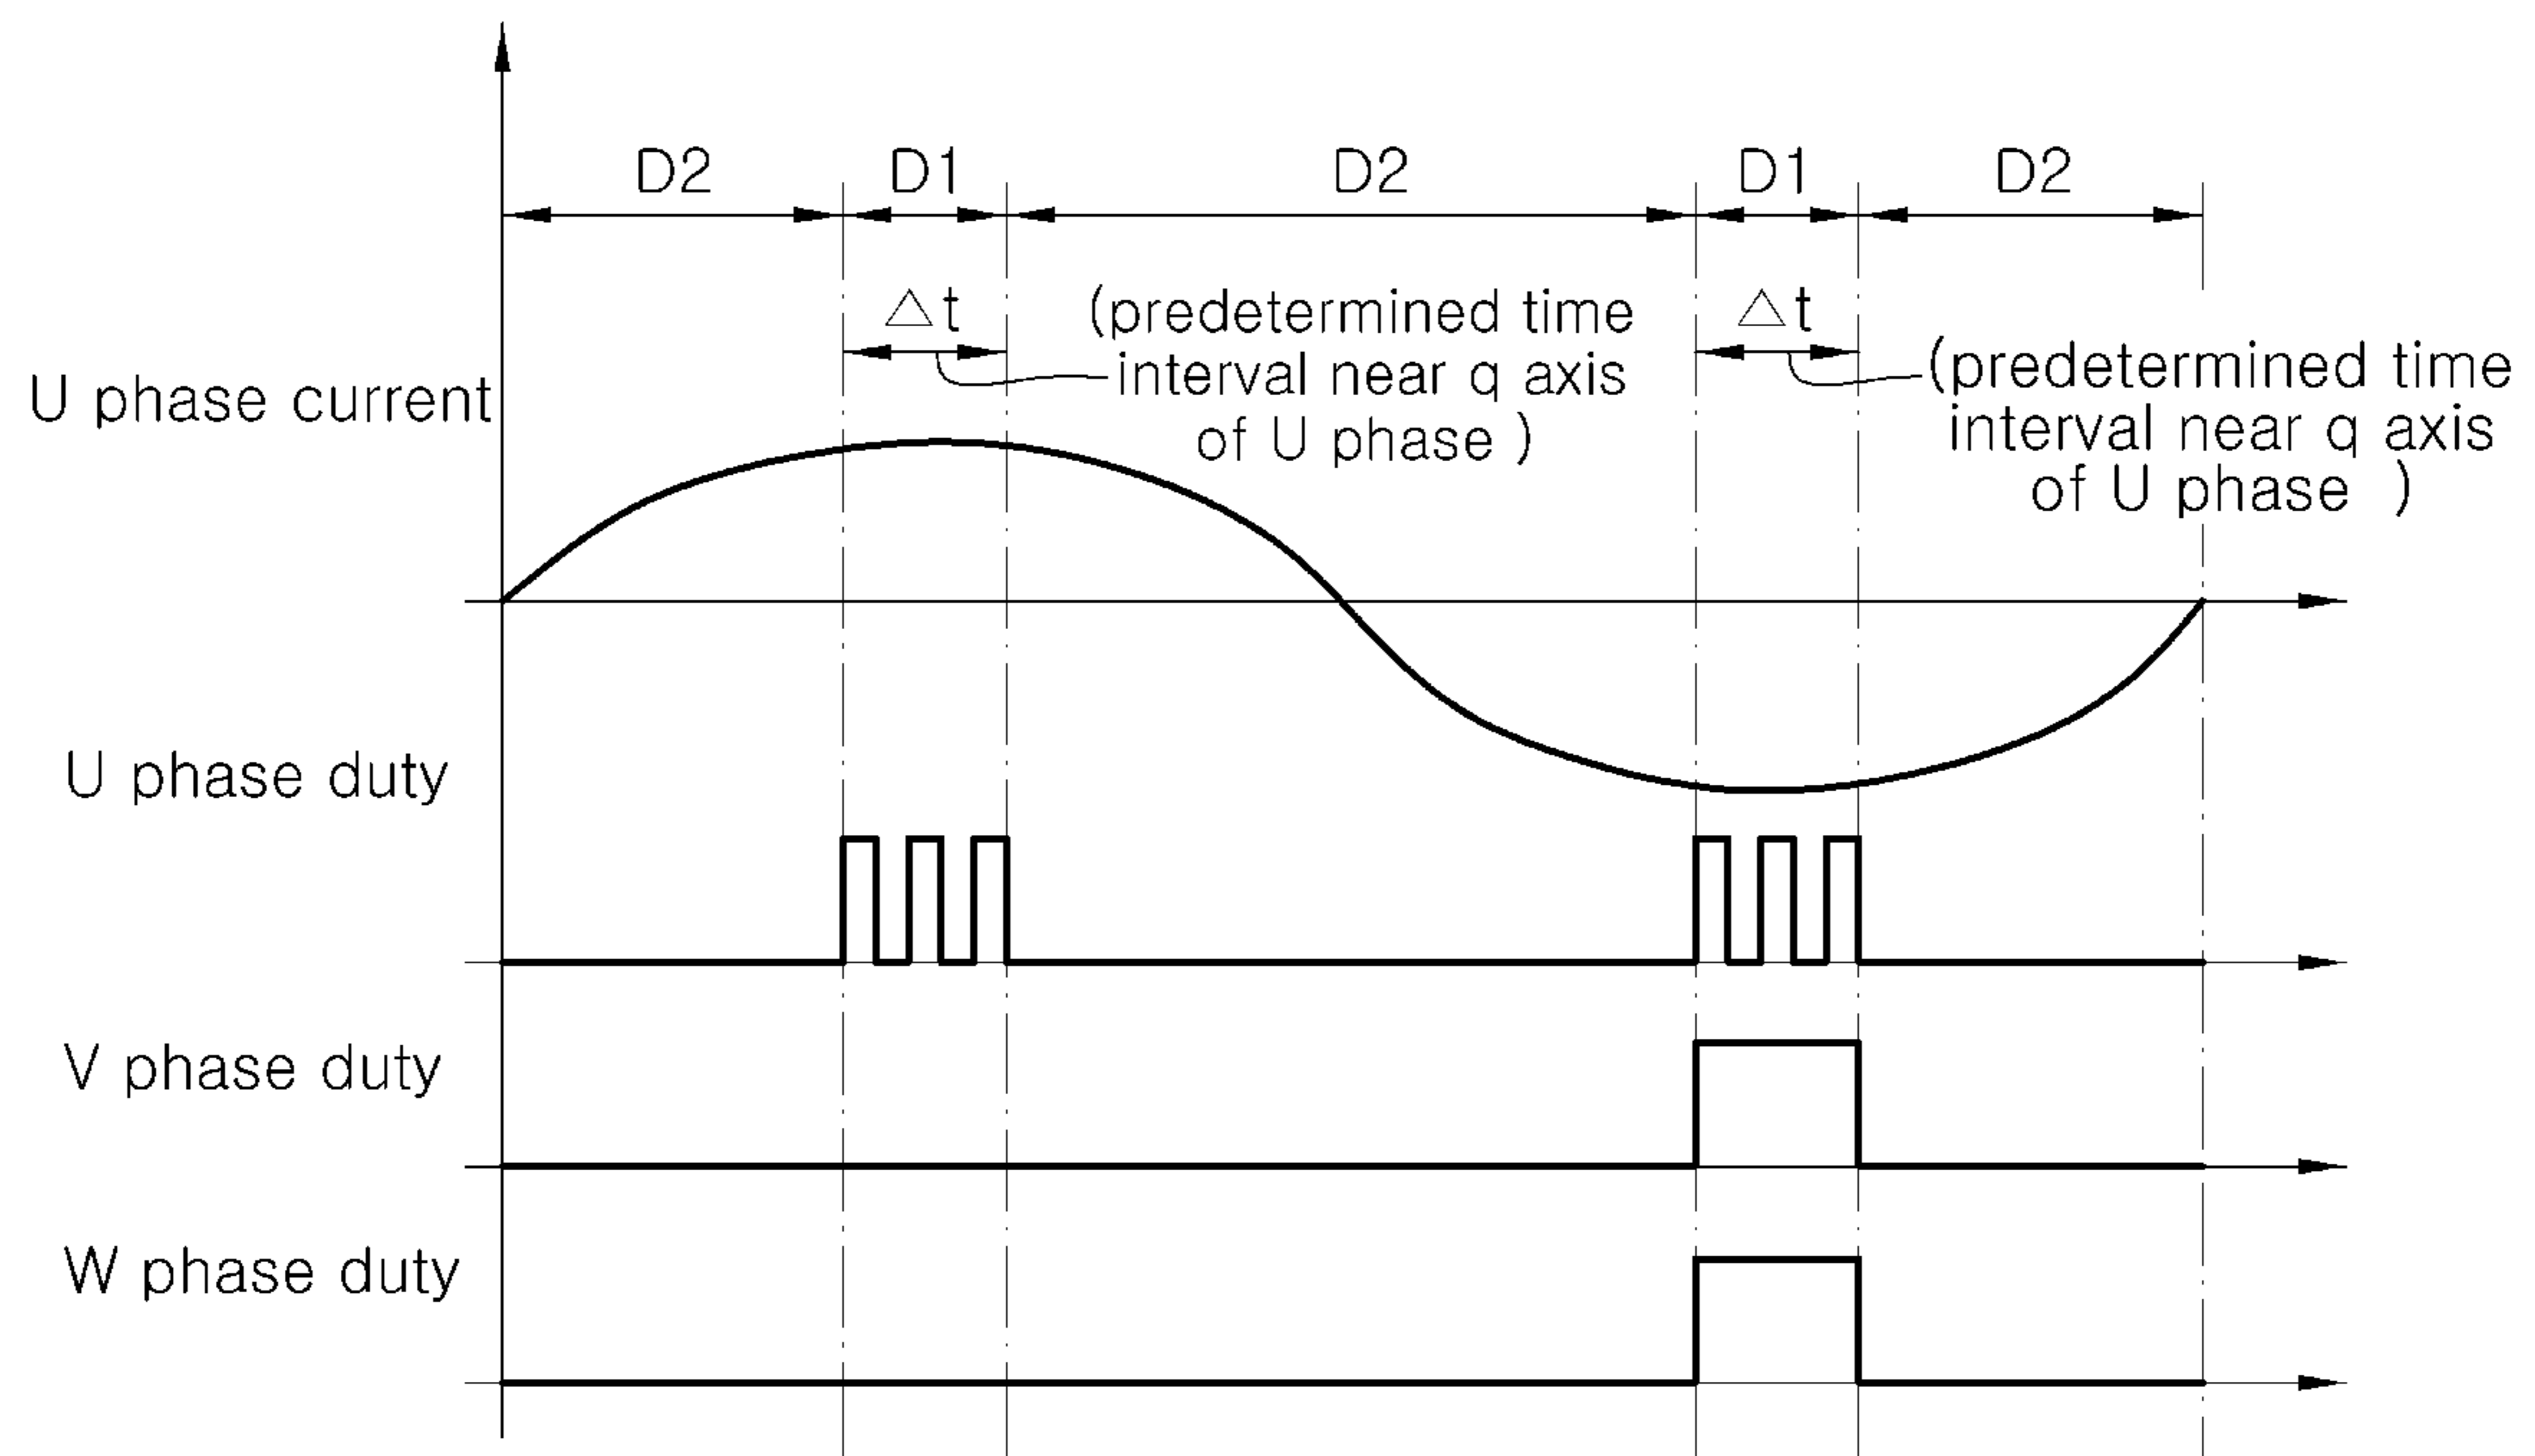 D2 D1 D2 D1 D2
△t (predetermined time
interval near q axis
of U phase )
△t (predetermined time
interval near q axis
of U phase )
U phase current
U phase duty
V phase duty
W phase duty